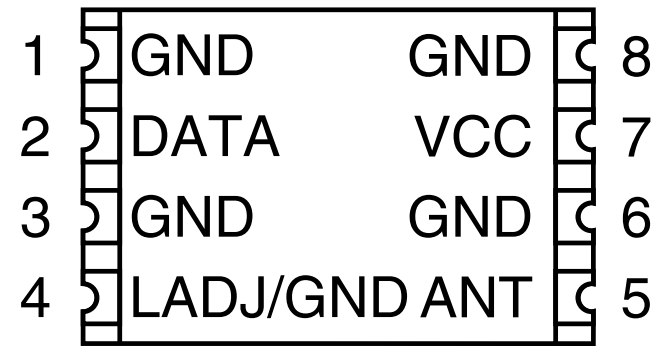 1 GND GND 8
2 DATA VCC 7
3 GND GND 6
4 LADJ/GND ANT 5